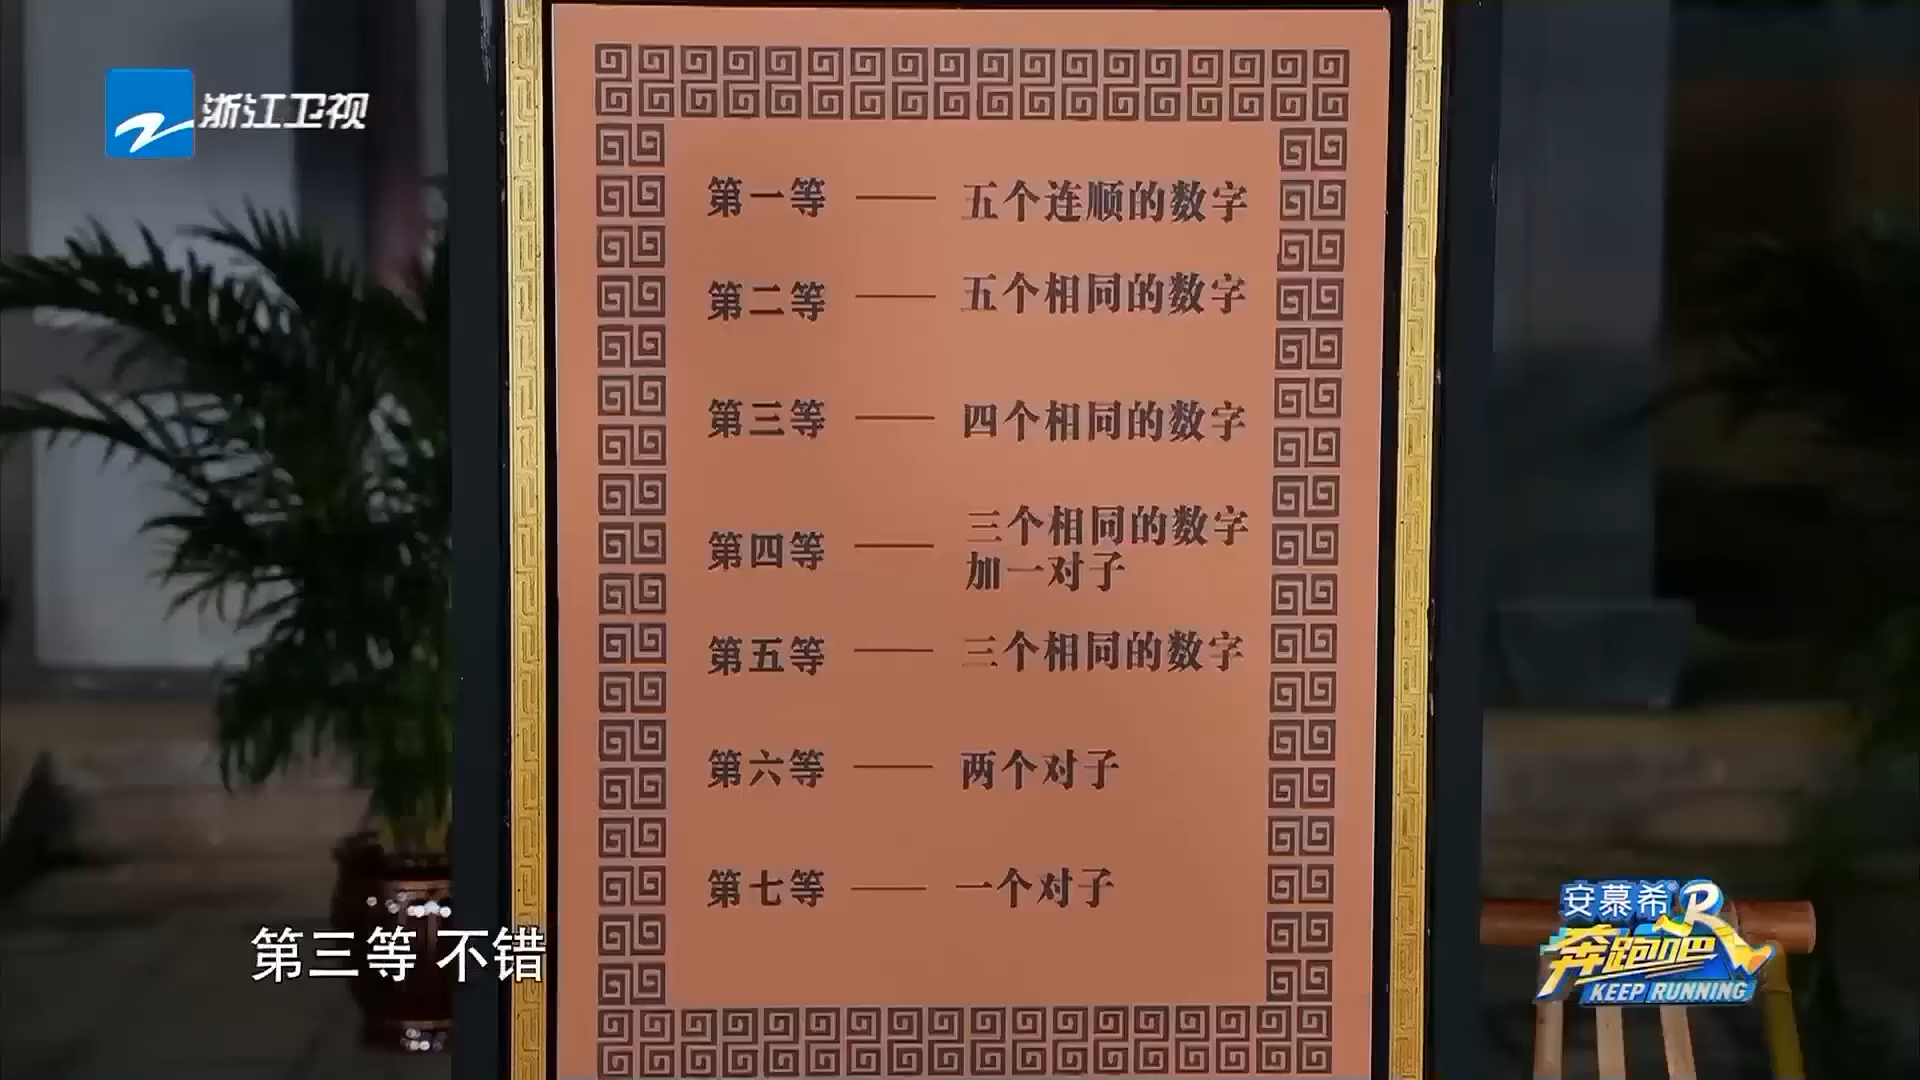 浙江卫视
第一等 —— 五个连顺的数字
第二等 —— 五个相同的数字
第三等 —— 四个相同的数字
第四等 —— 三个相同的数字
加一对子
第五等 —— 三个相同的数字
第六等 —— 两个对子
第七等 —— 一个对子
第三等 不错
安慕希
奔跑吧
KEEP RUNNING